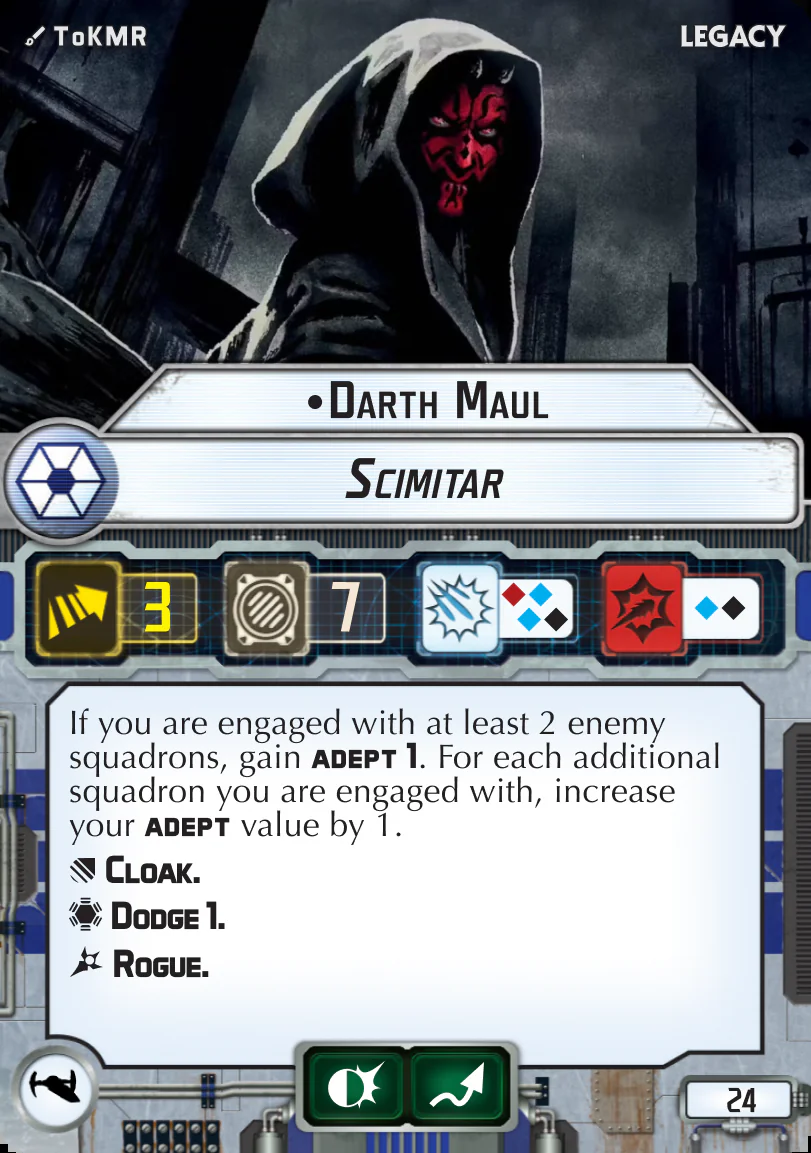 ToKMR
LEGACY
•Darth Maul
Scimitar
3
7
If you are engaged with at least 2 enemy
squadrons, gain ADEPT 1. For each additional
squadron you are engaged with, increase
your ADEPT value by 1.
Cloak.
Dodge 1.
Rogue.
24